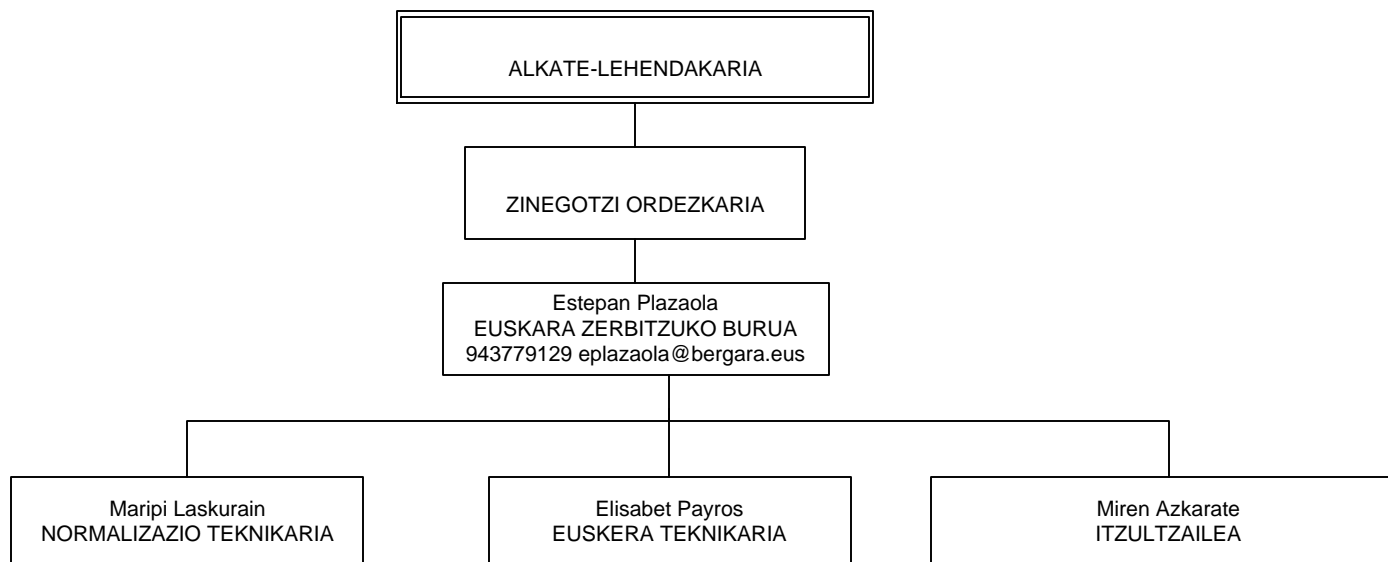 ALKATE-LEHENDAKARIA
ZINEGOTZI ORDEZKARIA
Estepan Plazaola
EUSKARA ZERBITZUKO BURUA
943779129 eplazaola@bergara.eus
Maripi Laskurain
NORMALIZAZIO TEKNIKARIA
Elisabet Payros
EUSKERA TEKNIKARIA
Miren Azkarate
ITZULTZAILEA